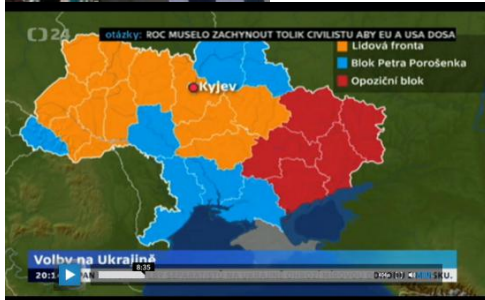 ČT24
otázky: ROC MUSELO ZACHYNOUT TOLIK CIVILISTU ABY EU A USA DOSA
Lidová fronta
Blok Petra Porošenka
Opoziční blok
Kyjev
Volby na Ukrajině
8:35
SKU.